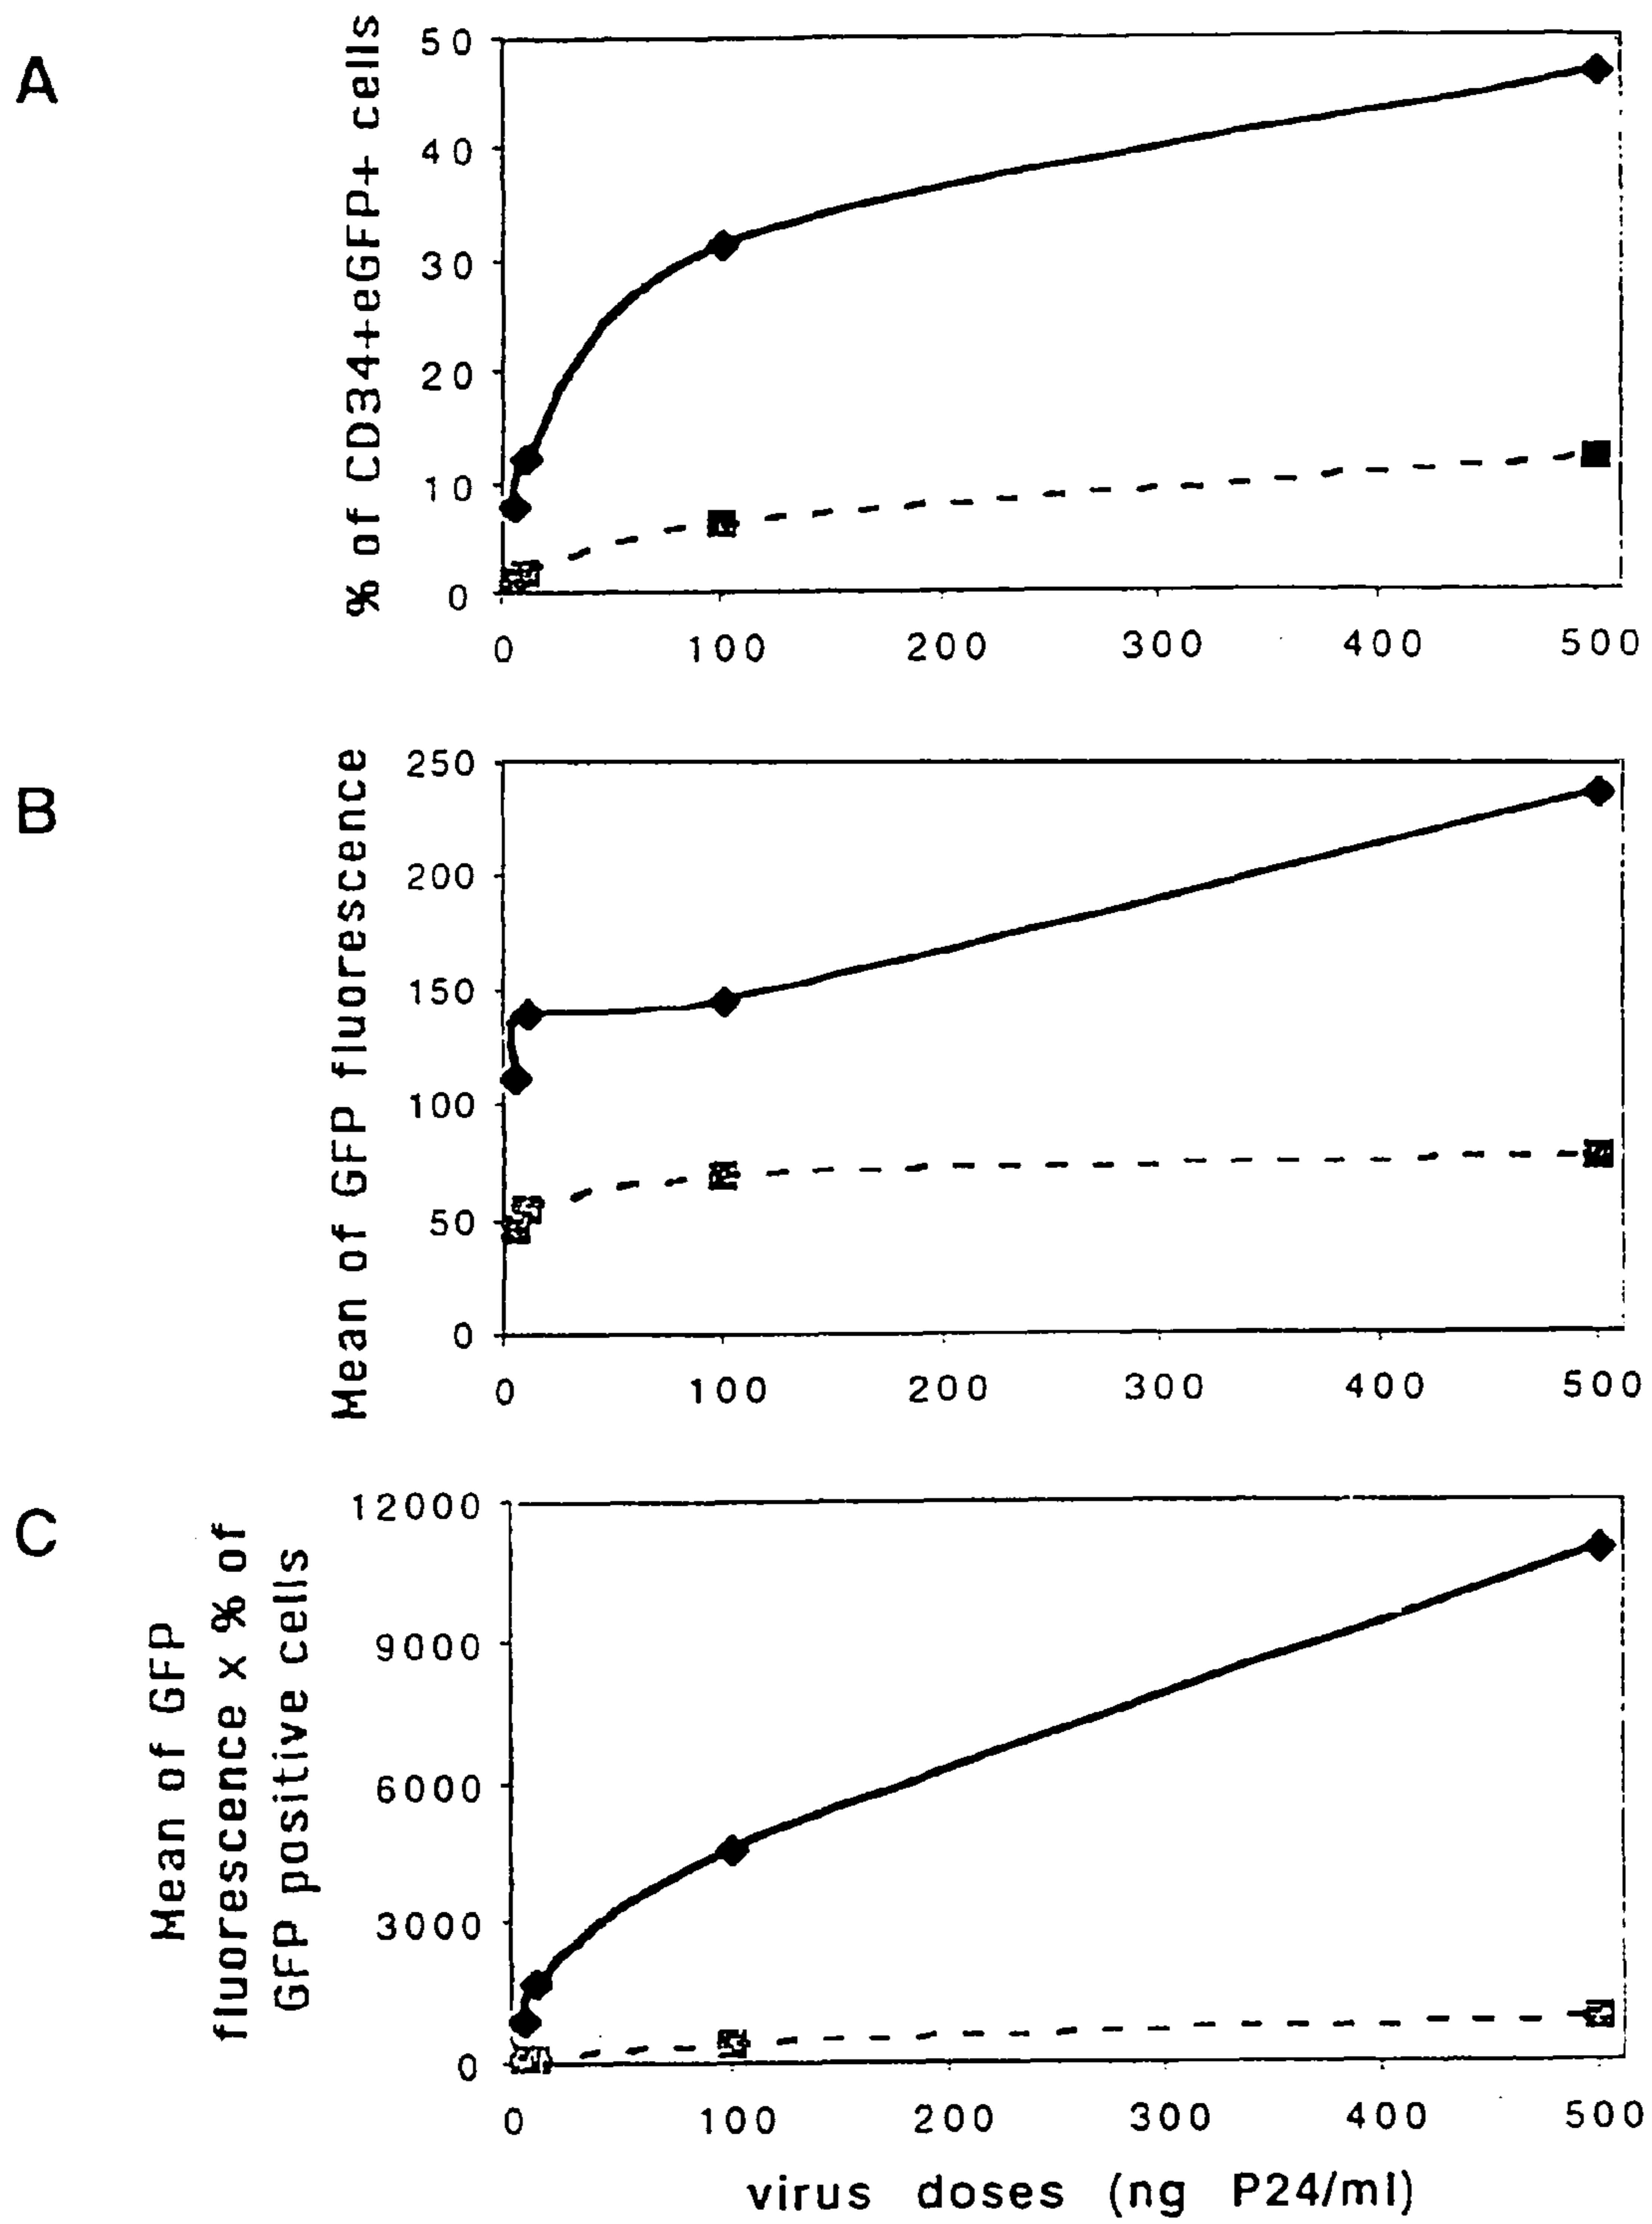 A
% of CD34+eGFP+ cells
50
40
30
20
10
0
0 100 200 300 400 500
B
Mean of GFP fluorescence
250
200
150
100
50
0
0 100 200 300 400 500
C
Mean of GFP
fluorescence x % of
GFP positive cells
12000
9000
6000
3000
0
0 100 200 300 400 500
virus doses (ng P24/ml)